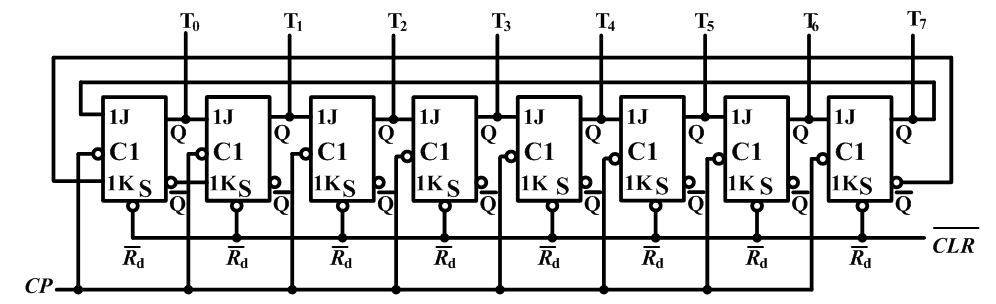 T0 T1 T2 T3 T4 T5 T6 T7
1J 1J 1J 1J 1J 1J 1J 1J
Q Q Q Q Q Q Q Q
C1 C1 C1 C1 C1 C1 C1 C1
1K S 1K S 1K S 1K S 1K S 1K S 1K S 1K S
Q̅ Q̅ Q̅ Q̅ Q̅ Q̅ Q̅ Q̅
R̅d R̅d R̅d R̅d R̅d R̅d R̅d R̅d C̅L̅R̅
CP